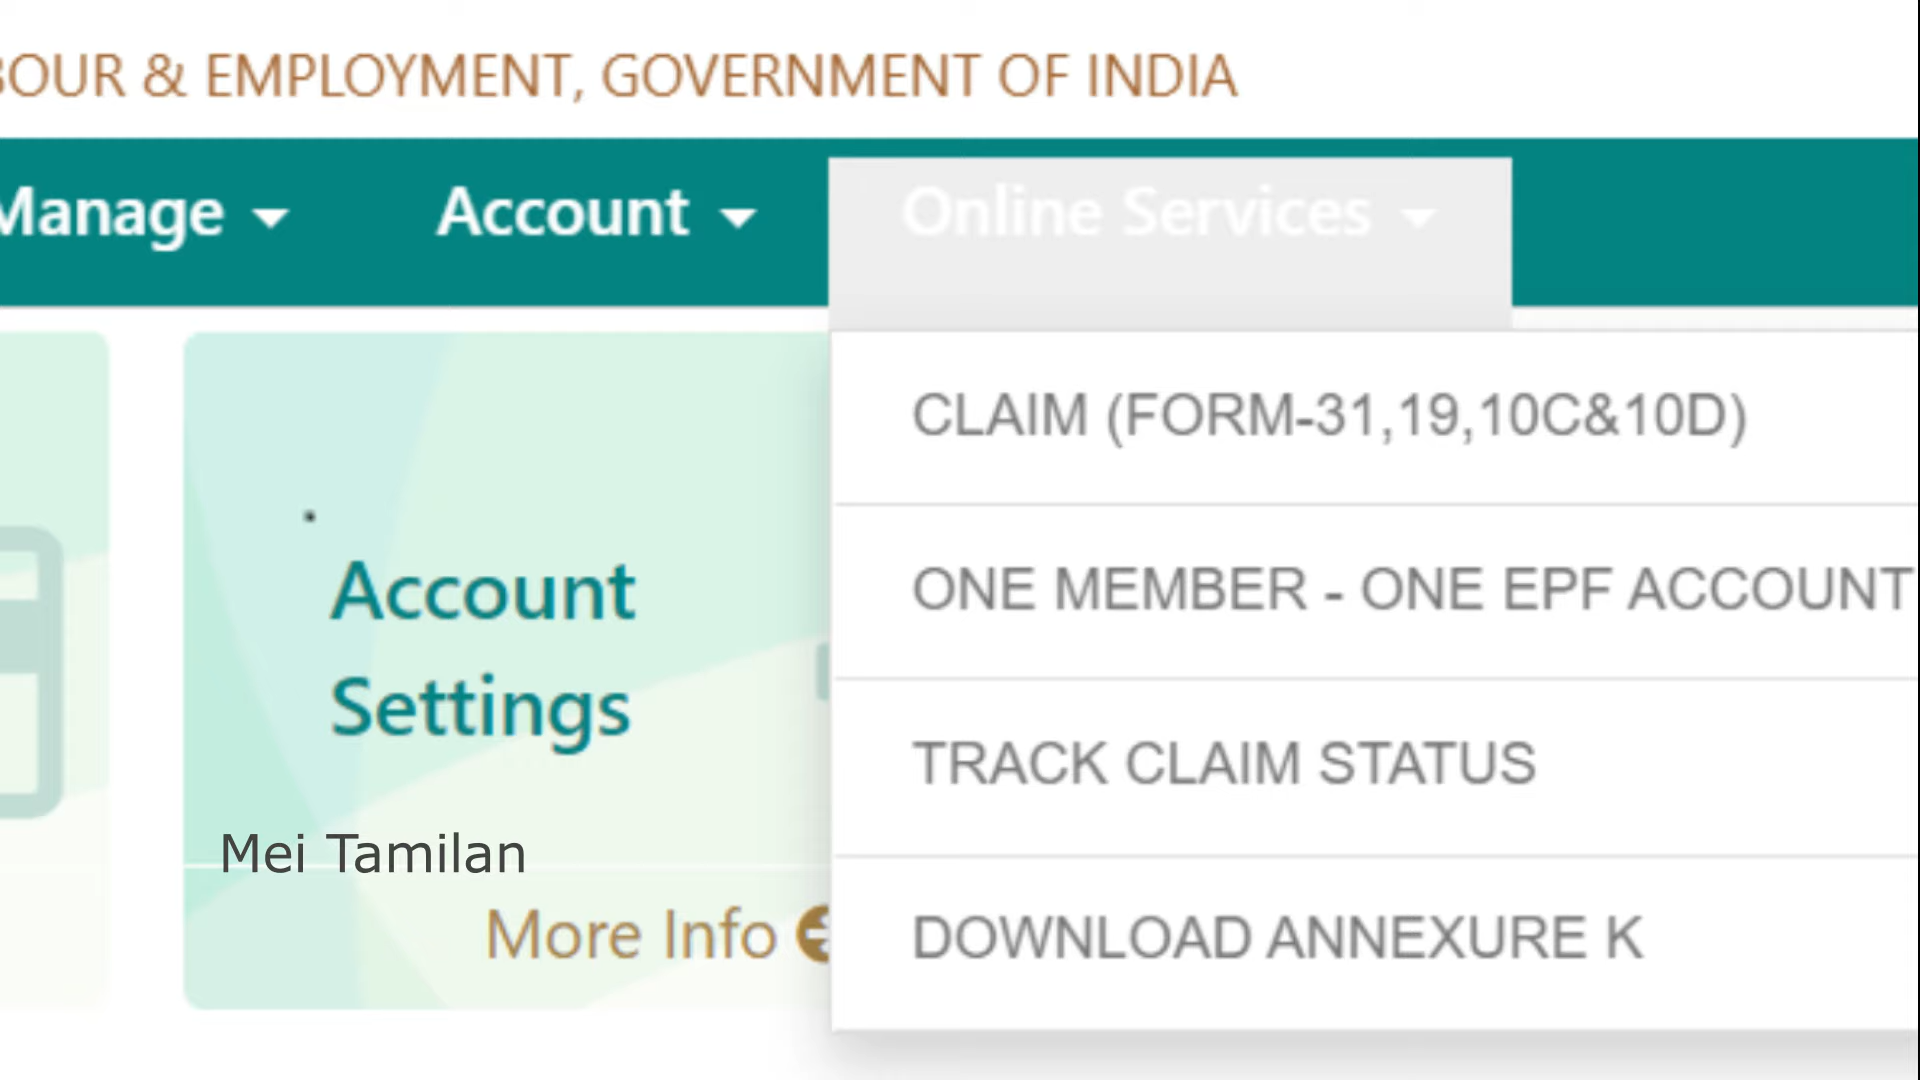 BOUR & EMPLOYMENT, GOVERNMENT OF INDIA
Manage Account Online Services
CLAIM (FORM-31,19,10C&10D)
ONE MEMBER - ONE EPF ACCOUNT
TRACK CLAIM STATUS
DOWNLOAD ANNEXURE K
Account
Settings
Mei Tamilan
More Info